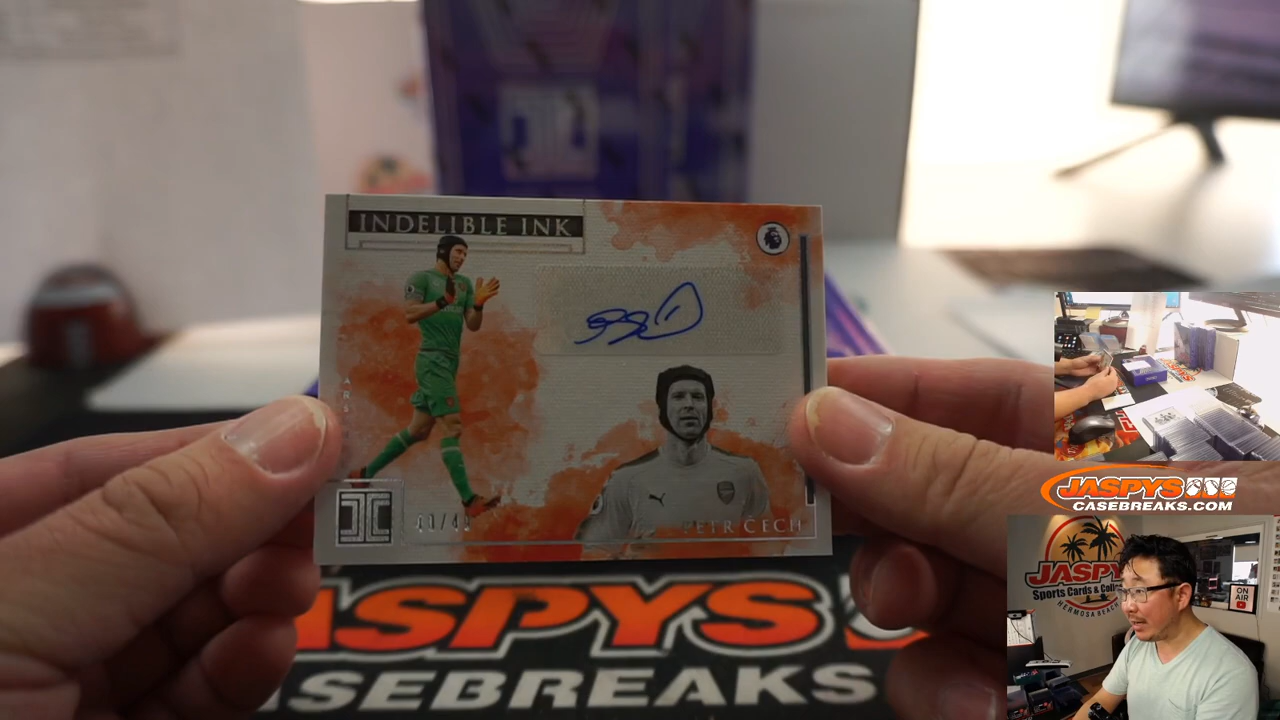 INDELIBLE INK
PETR CECH
JASPYS
CASEBREAKS
JASPYS
CASEBREAKS.COM
JASPYS
Sports Cards & Coll
HERMOSA BEACH
ON
AIR